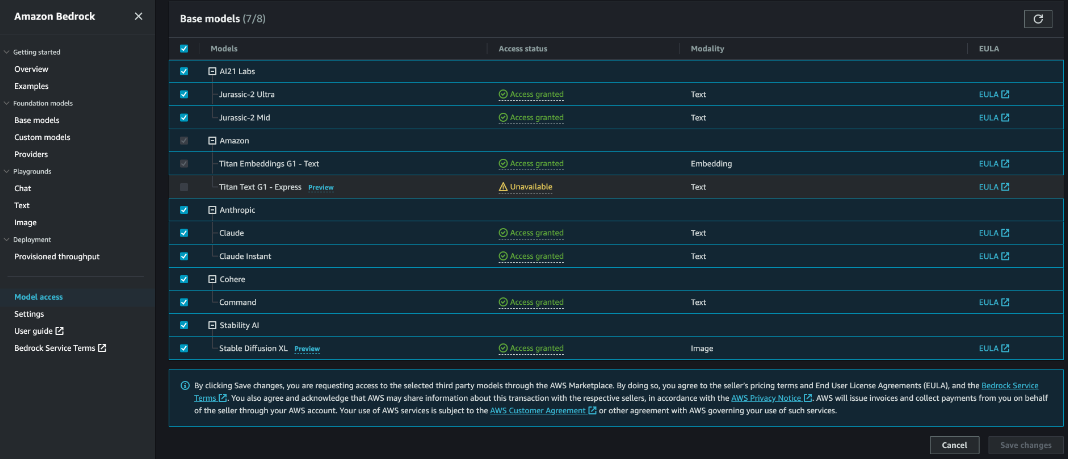 Amazon Bedrock
Getting started
Overview
Examples
Foundation models
Base models
Custom models
Providers
Playgrounds
Chat
Text
Image
Deployment
Provisioned throughput
Model access
Settings
User guide
Bedrock Service Terms
Base models (7/8)
Models Access status Modality EULA
AI21 Labs
Jurassic-2 Ultra Access granted Text EULA
Jurassic-2 Mid Access granted Text EULA
Amazon
Titan Embeddings G1 - Text Access granted Embedding EULA
Titan Text G1 - Express Preview Unavailable Text EULA
Anthropic
Claude Access granted Text EULA
Claude Instant Access granted Text EULA
Cohere
Command Access granted Text EULA
Stability AI
Stable Diffusion XL Preview Access granted Image EULA
By clicking Save changes, you are requesting access to the selected third party models through the AWS Marketplace. By doing so, you agree to the seller's pricing terms and End User License Agreements (EULA), and the Bedrock Service
Terms. You also agree and acknowledge that AWS may share information about this transaction with the respective sellers, in accordance with the AWS Privacy Notice. AWS will issue invoices and collect payments from you on behalf
of the seller through your AWS account. Your use of AWS services is subject to the AWS Customer Agreement or other agreement with AWS governing your use of such services.
Cancel Save changes